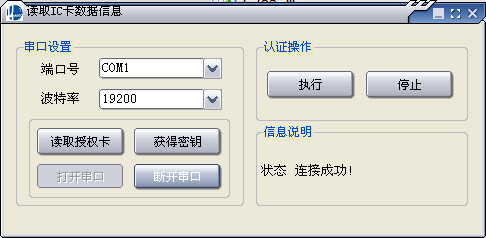 读取IC卡数据信息
串口设置
端口号 COM1
波特率 19200
读取授权卡 获得密钥
打开串口 断开串口
认证操作
执行 停止
信息说明
状态 连接成功!